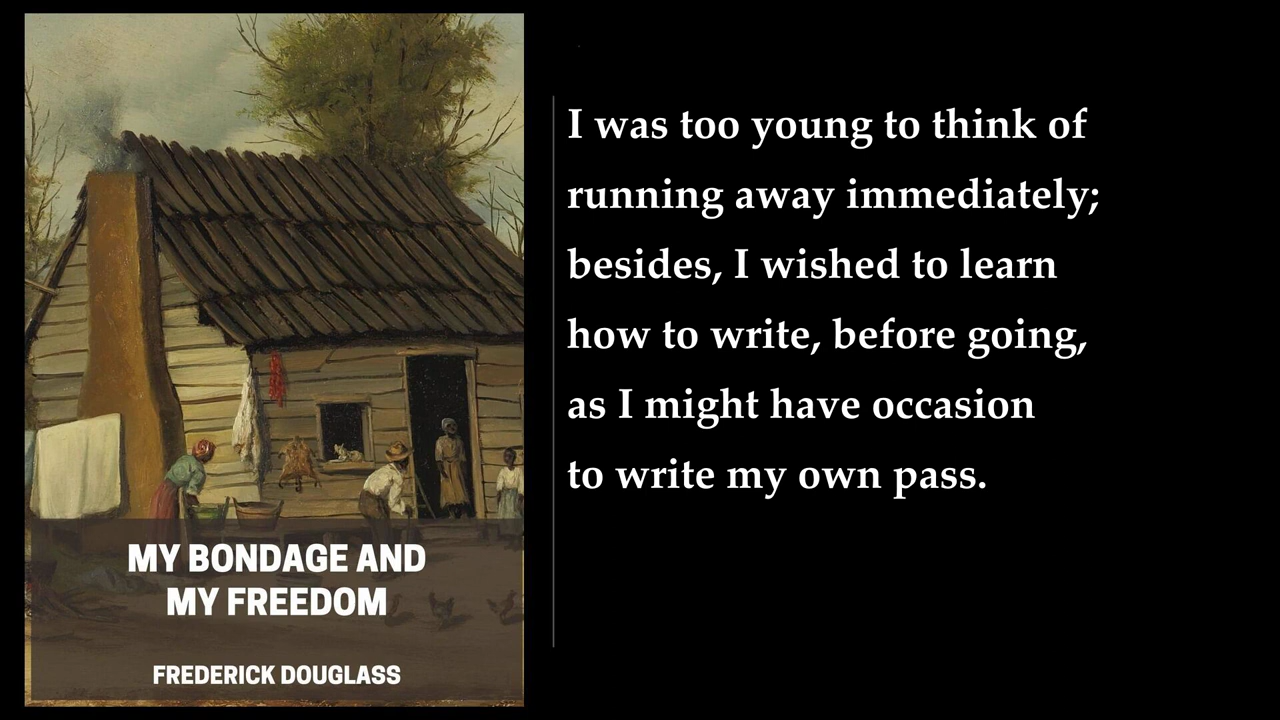 MY BONDAGE AND
MY FREEDOM
FREDERICK DOUGLASS
I was too young to think of
running away immediately;
besides, I wished to learn
how to write, before going,
as I might have occasion
to write my own pass.